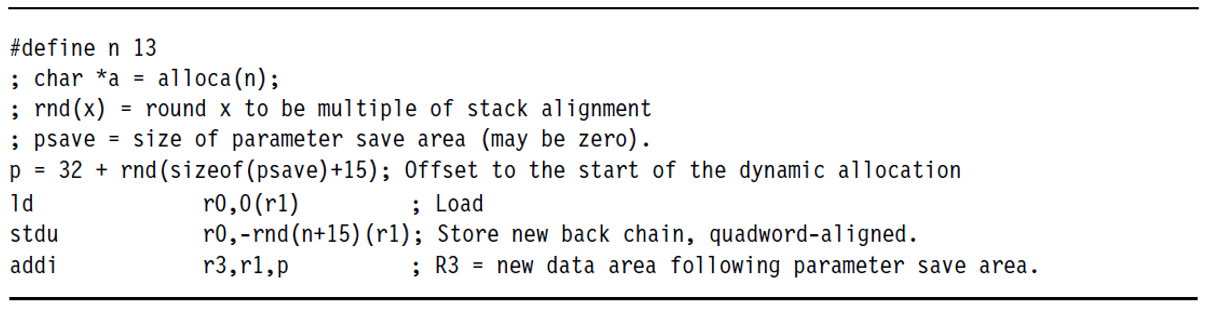 #define n 13
; char *a = alloca(n);
; rnd(x) = round x to be multiple of stack alignment
; psave = size of parameter save area (may be zero).
p = 32 + rnd(sizeof(psave)+15); Offset to the start of the dynamic allocation
ld r0,0(r1) ; Load
stdu r0,-rnd(n+15)(r1); Store new back chain, quadword-aligned.
addi r3,r1,p ; R3 = new data area following parameter save area.